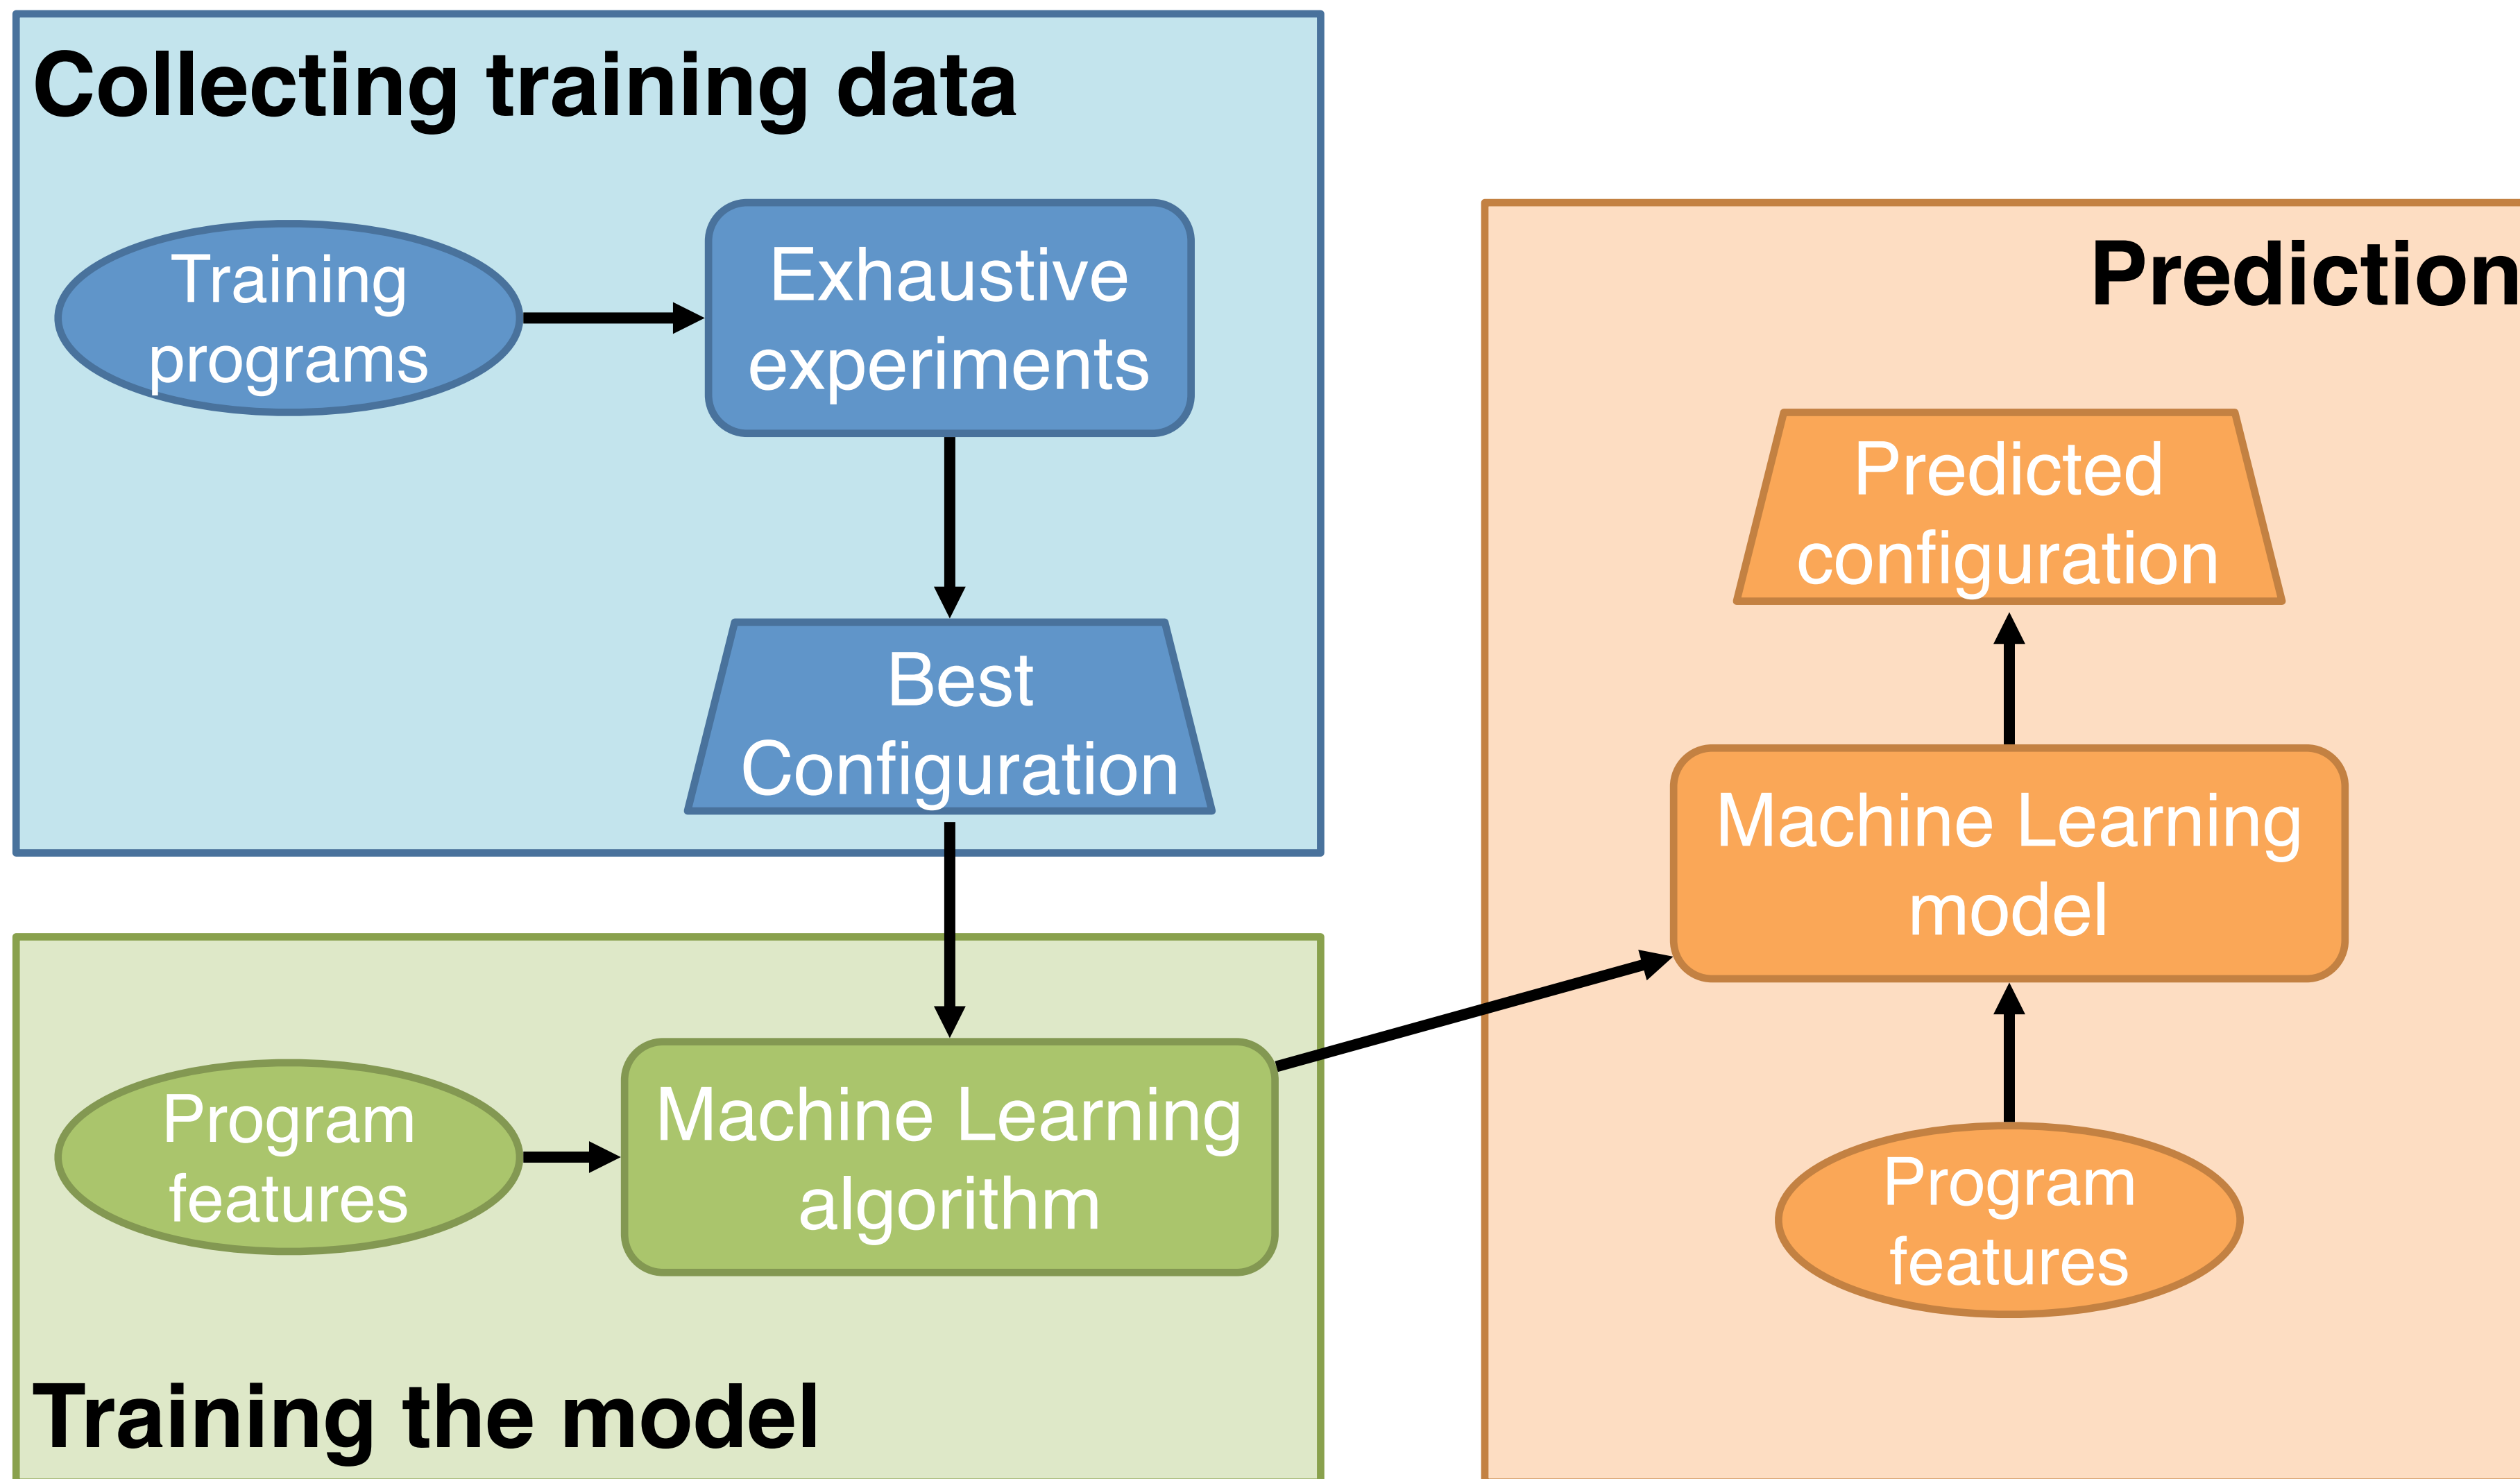 Collecting training data
Training
programs
Exhaustive
experiments
Best
Configuration
Program
features
Machine Learning
algorithm
Training the model
Prediction
Predicted
configuration
Machine Learning
model
Program
features